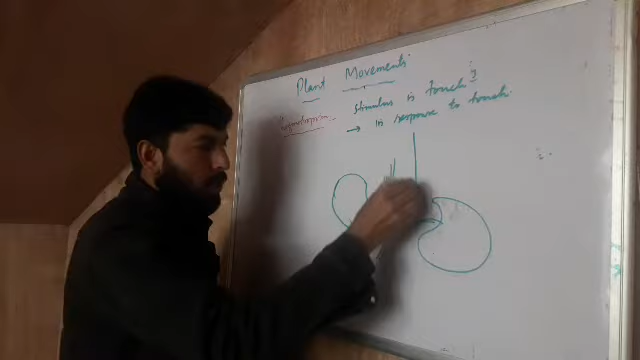 Plant Movements
Stimulus is touch
→ in response to touch.